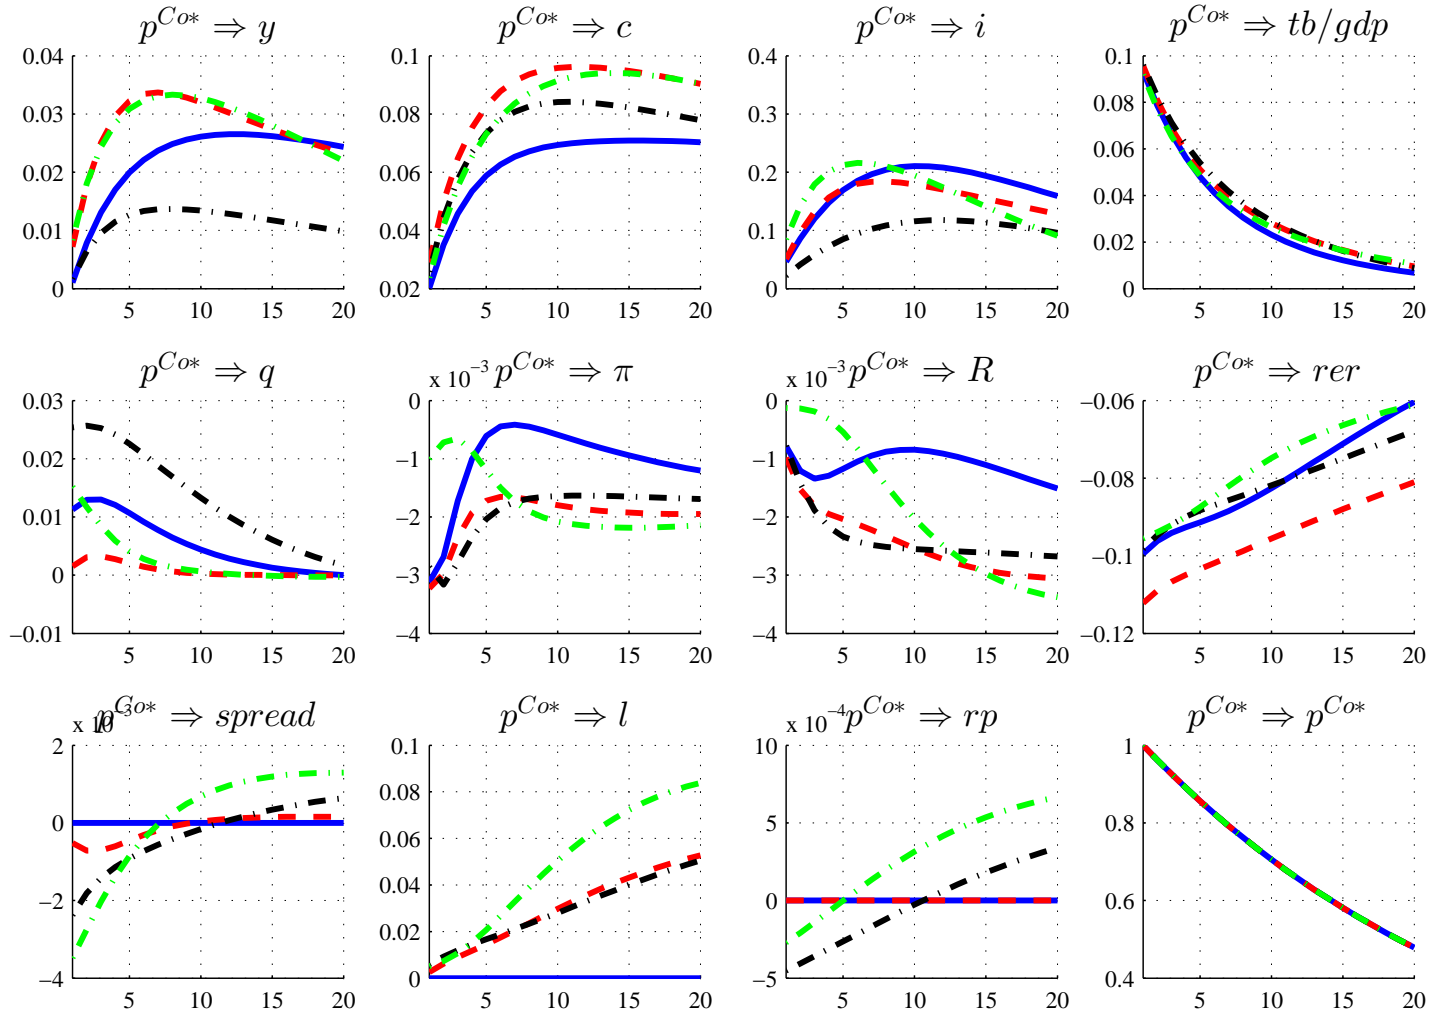 p^{Co*} ⇒ y
p^{Co*} ⇒ c
p^{Co*} ⇒ i
p^{Co*} ⇒ tb/gdp
0.04
0.03
0.02
0.01
0
5 10 15 20
0.1
0.08
0.06
0.04
0.02
5 10 15 20
0.4
0.3
0.2
0.1
0
5 10 15 20
0.1
0.08
0.06
0.04
0.02
0
5 10 15 20
p^{Co*} ⇒ q
x 10^{−3} p^{Co*} ⇒ π
x 10^{−3} p^{Co*} ⇒ R
p^{Co*} ⇒ rer
0.03
0.02
0.01
0
−0.01
5 10 15 20
0
−1
−2
−3
−4
5 10 15 20
0
−1
−2
−3
−4
5 10 15 20
−0.06
−0.08
−0.1
−0.12
5 10 15 20
x 10^{−3} p^{Co*} ⇒ spread
p^{Co*} ⇒ l
x 10^{−4} p^{Co*} ⇒ rp
p^{Co*} ⇒ p^{Co*}
2
0
−2
−4
5 10 15 20
0.1
0.08
0.06
0.04
0.02
0
5 10 15 20
10
5
0
−5
5 10 15 20
1
0.8
0.6
0.4
5 10 15 20